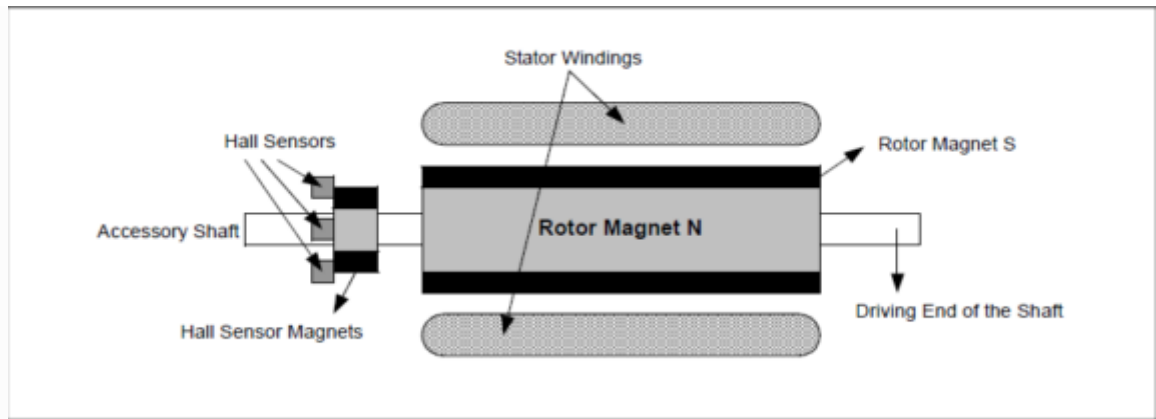 Stator Windings
Hall Sensors
Rotor Magnet S
Accessory Shaft
Rotor Magnet N
Hall Sensor Magnets
Driving End of the Shaft